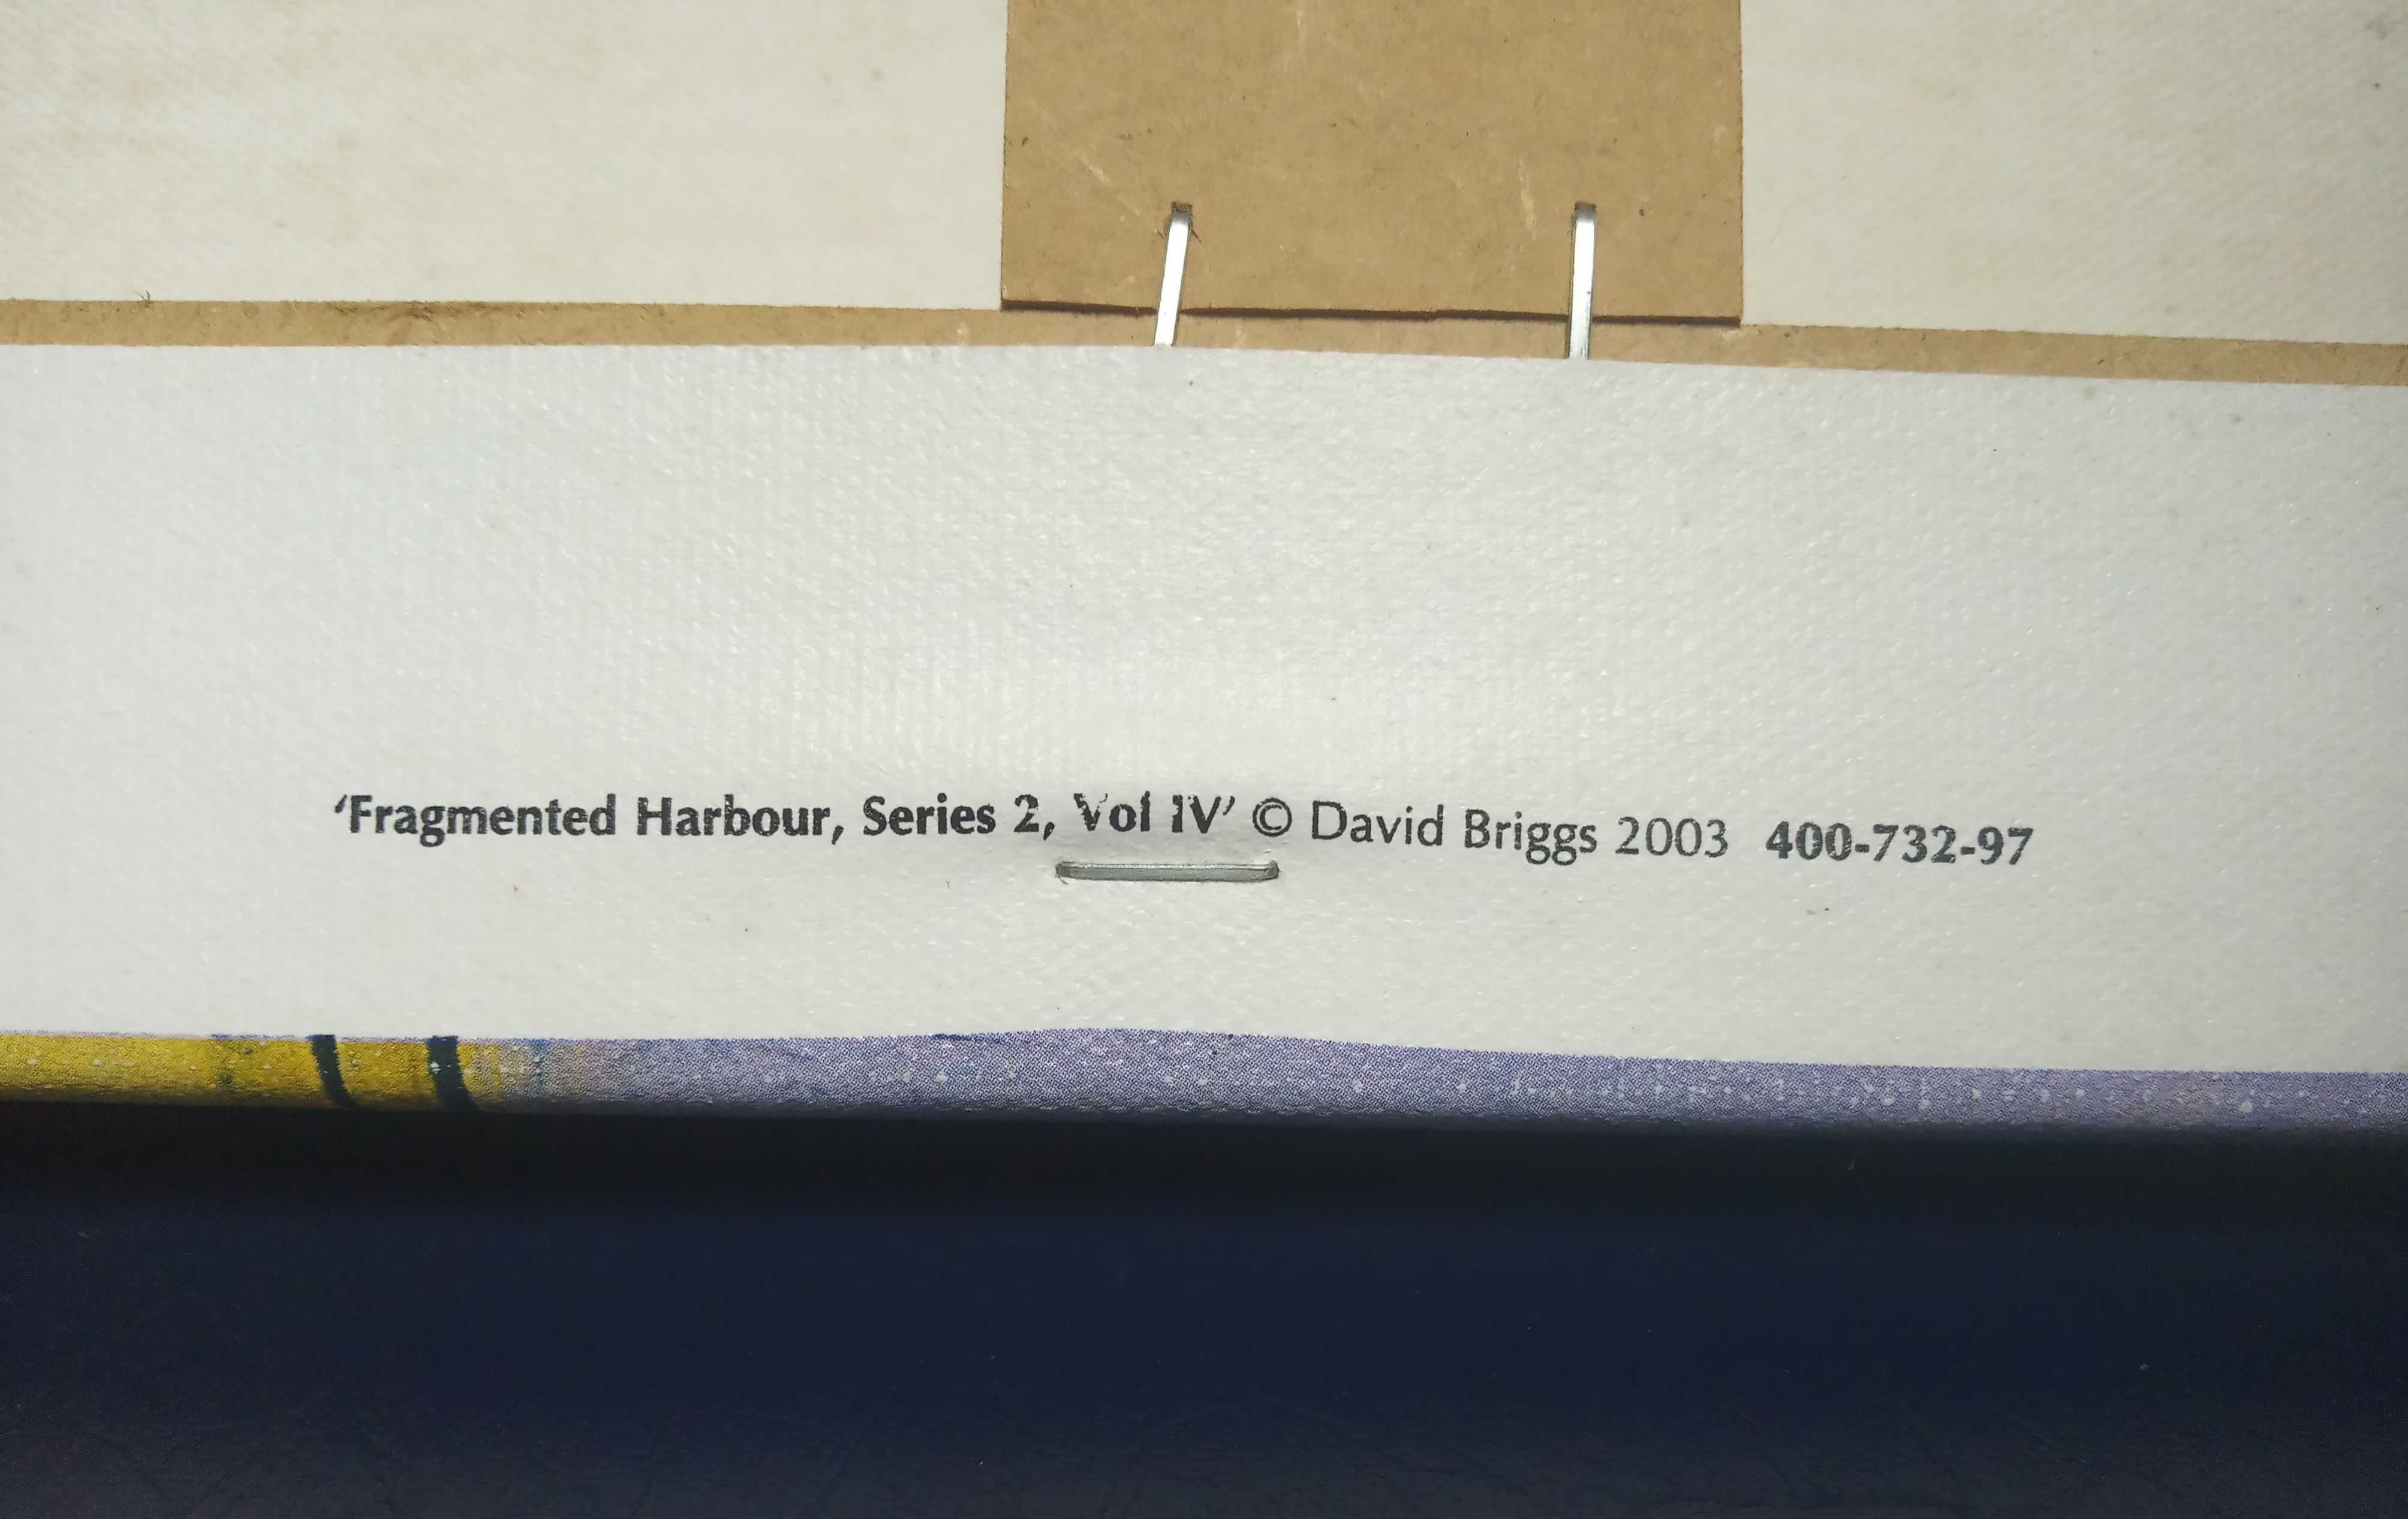 ‘Fragmented Harbour, Series 2, Vol IV’ © David Briggs 2003 400-732-97